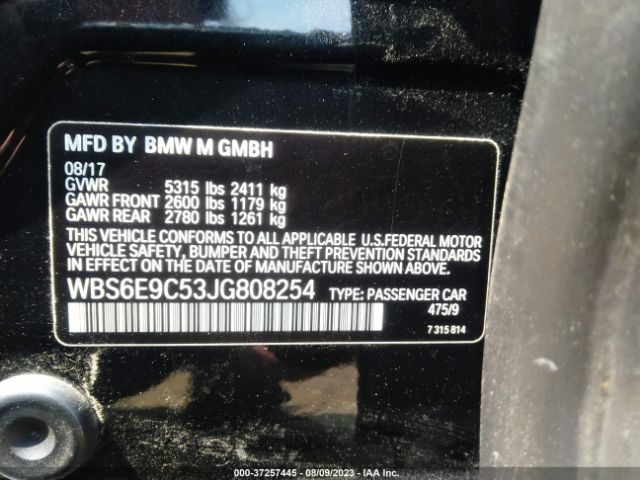 MFD BY BMW M GMBH
08/17
GVWR 5315 lbs 2411 kg
GAWR FRONT 2600 lbs 1179 kg
GAWR REAR 2780 lbs 1261 kg
THIS VEHICLE CONFORMS TO ALL APPLICABLE U.S.FEDERAL MOTOR
VEHICLE SAFETY, BUMPER AND THEFT PREVENTION STANDARDS
IN EFFECT ON THE DATE OF MANUFACTURE SHOWN ABOVE.
WBS6E9C53JG808254 TYPE: PASSENGER CAR
475/9
7 315 814
000-37257445 - 08/09/2023 - IAA Inc.